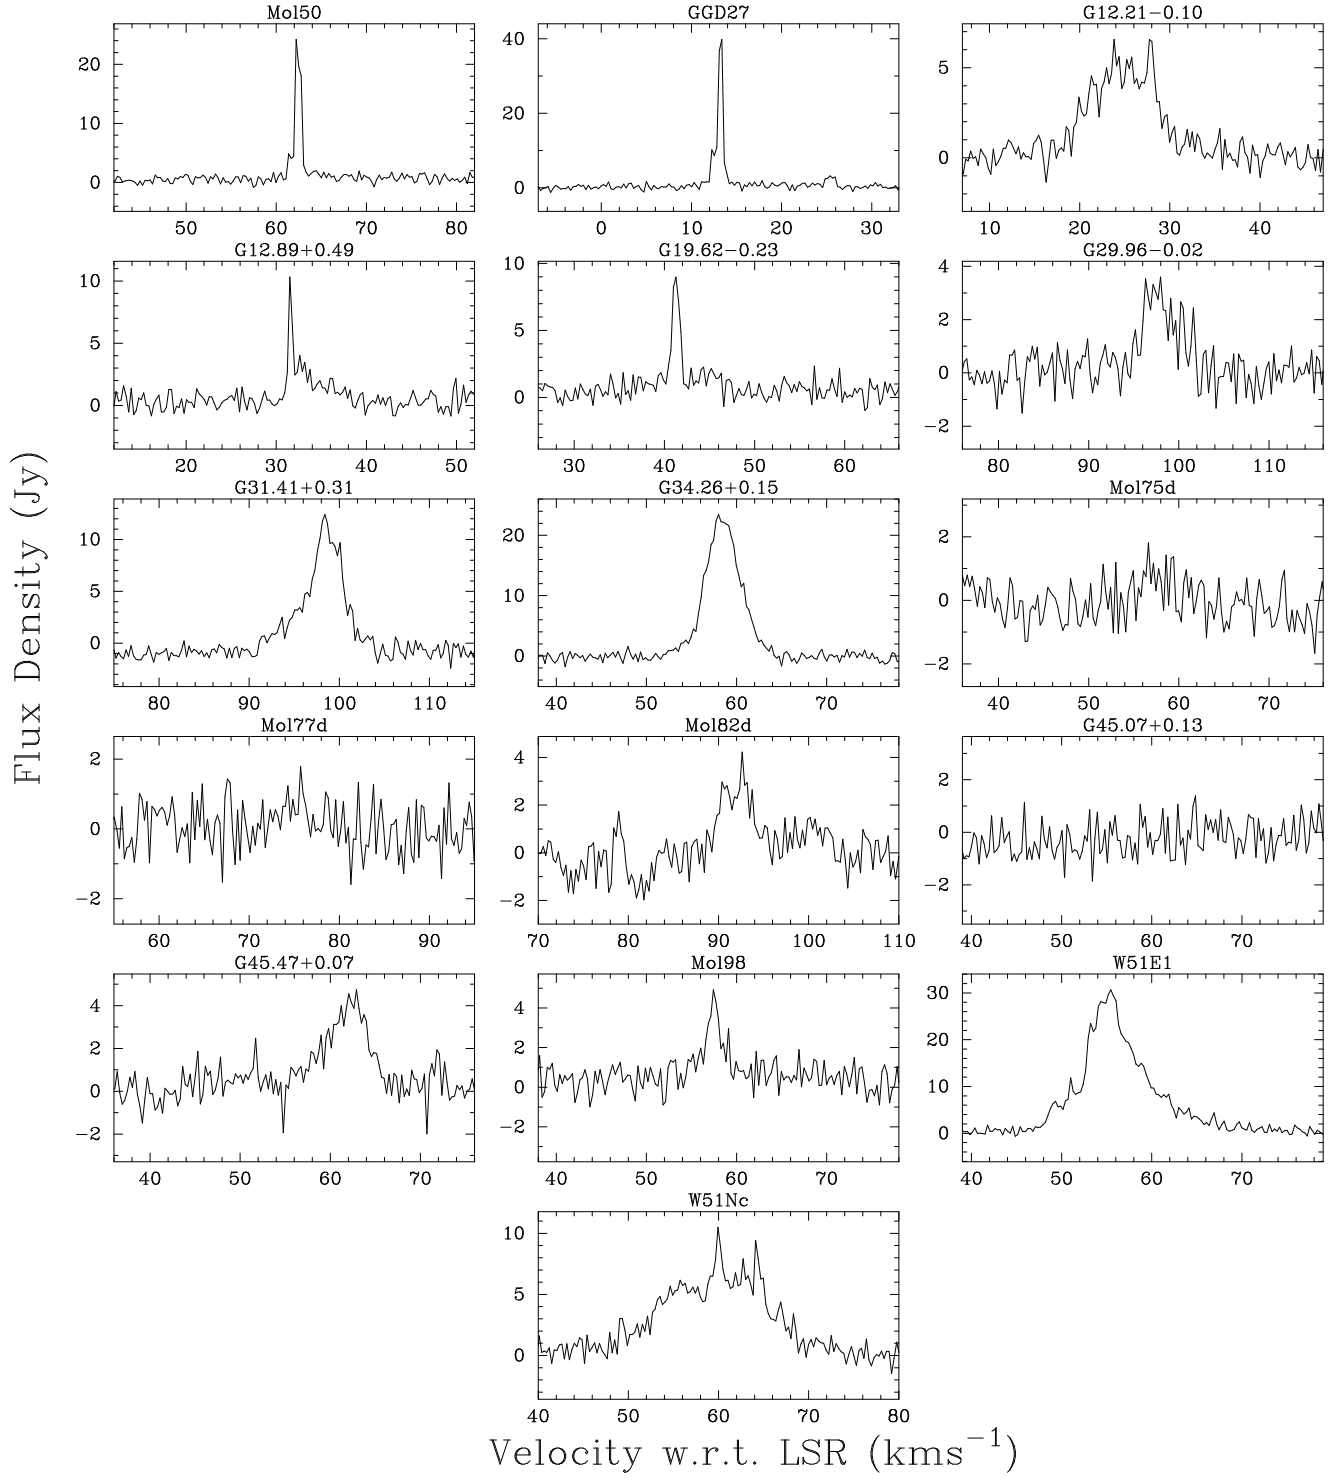 Mol50 GGD27 G12.21−0.10
20 10 0
40 20 0
5 0
50 60 70 80
0 10 20 30
10 20 30 40
G12.89+0.49 G19.62−0.23 G29.96−0.02
10 5 0
10 5 0
4 2 0 −2
20 30 40 50
30 40 50 60
80 90 100 110
G31.41+0.31 G34.26+0.15 Mol75d
10 5 0
20 10 0
2 0 −2
80 90 100 110
40 50 60 70
40 50 60 70
Mol77d Mol82d G45.07+0.13
2 0 −2
4 2 0 −2
2 0 −2
60 70 80 90
70 80 90 100 110
40 50 60 70
G45.47+0.07 Mol98 W51E1
4 2 0 −2
4 2 0 −2
30 20 10 0
40 50 60 70
40 50 60 70
40 50 60 70
W51Nc
10 5 0
40 50 60 70 80
Flux Density (Jy)
Velocity w.r.t. LSR (kms⁻¹)